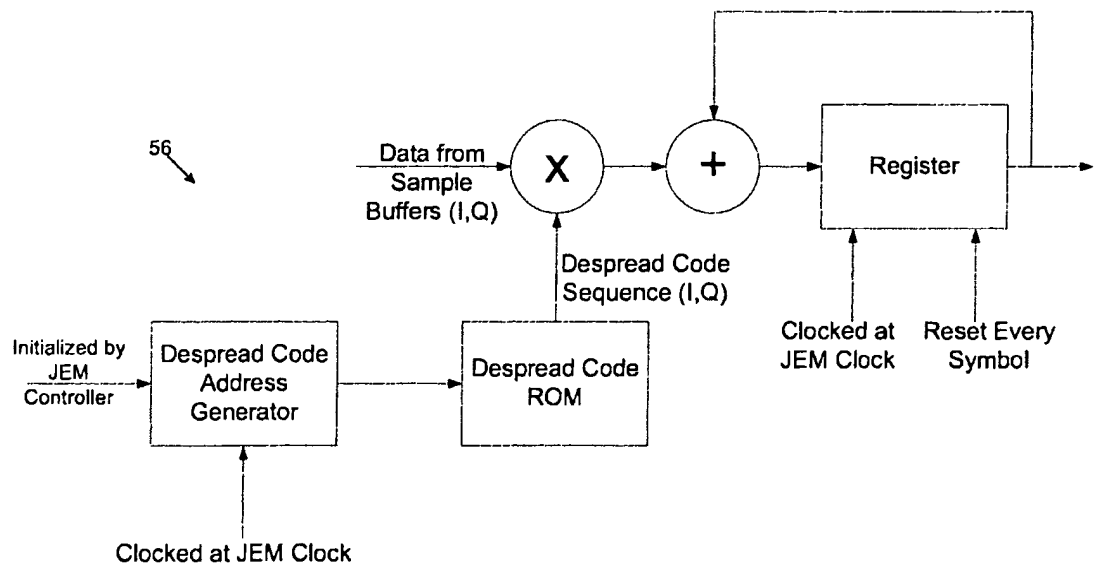 56
Data from
Sample
Buffers (I,Q)
X
+
Register
Despread Code
Sequence (I,Q)
Clocked at
JEM Clock
Reset Every
Symbol
Initialized by
JEM
Controller
Despread Code
Address
Generator
Despread Code
ROM
Clocked at JEM Clock